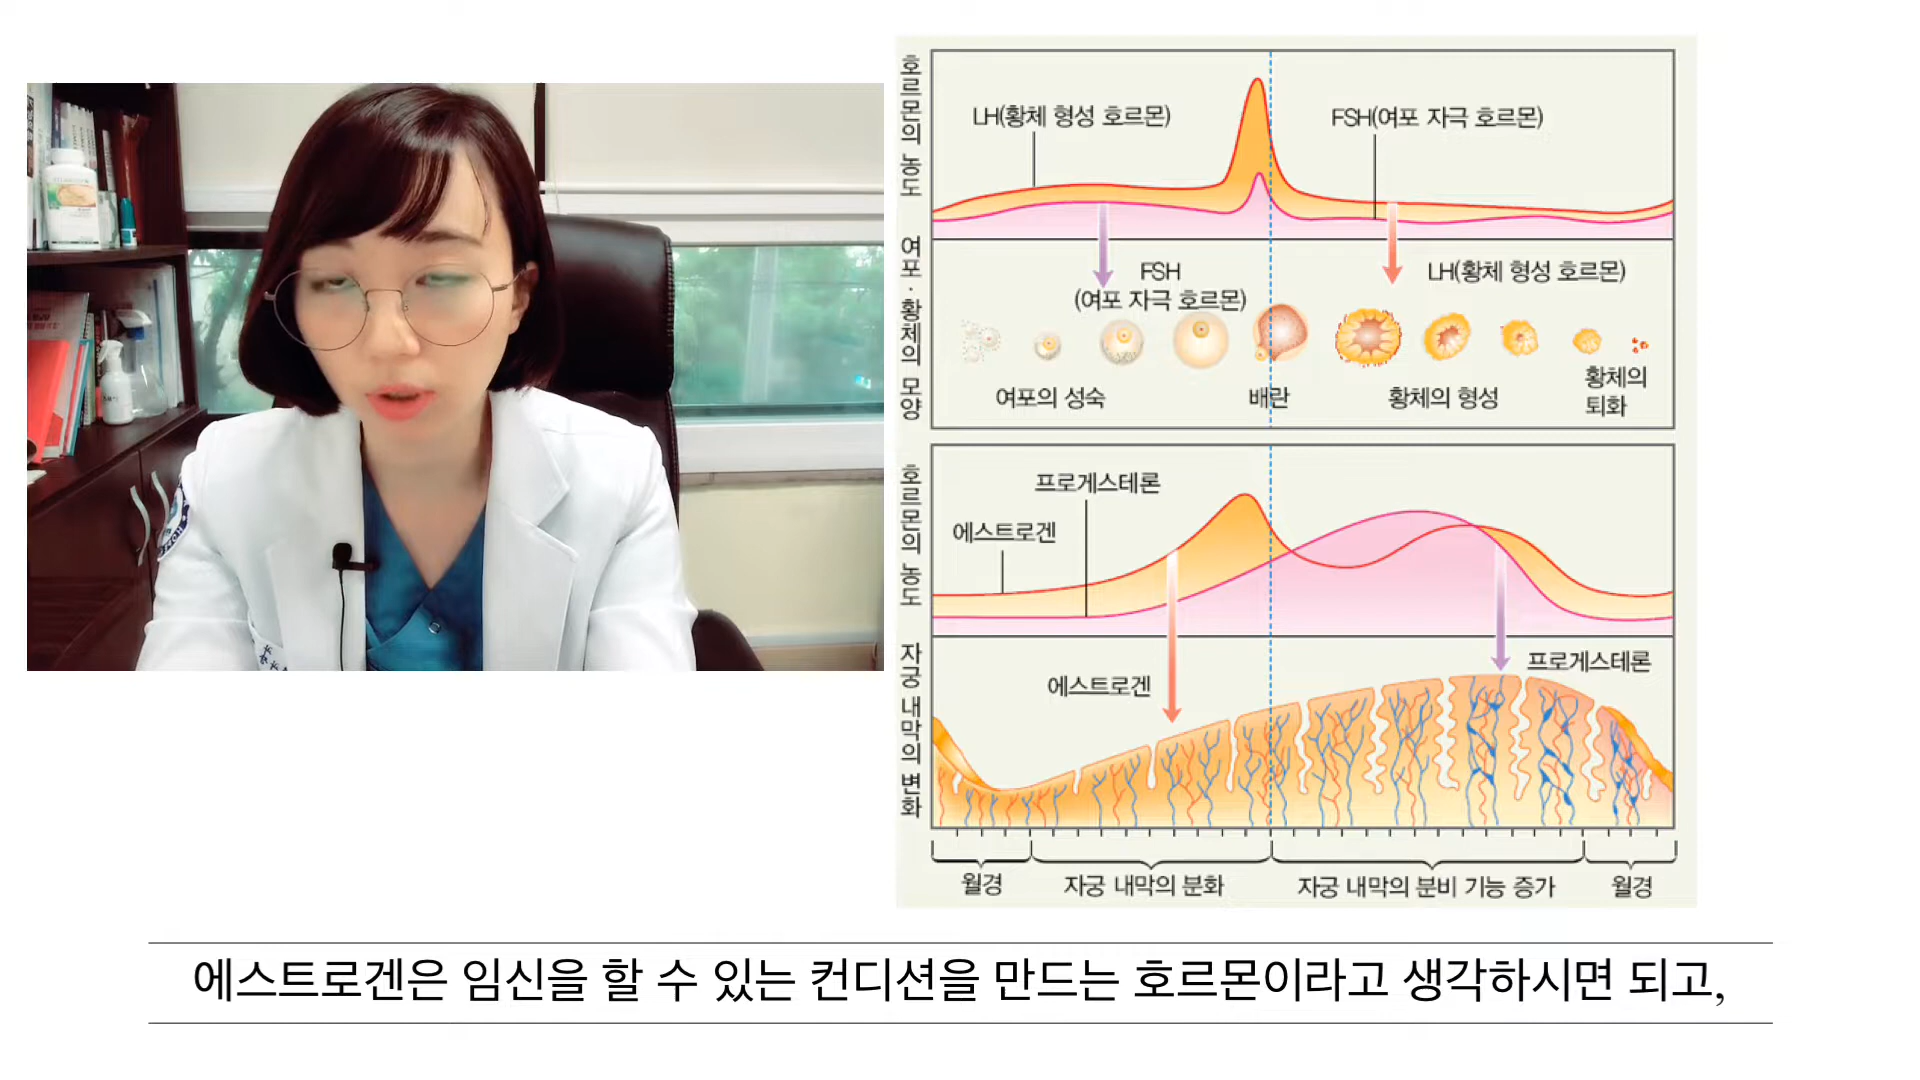 호르몬의 농도
LH(황체 형성 호르몬)
FSH(여포 자극 호르몬)
여포·황체의 모양
FSH
(여포 자극 호르몬)
LH(황체 형성 호르몬)
여포의 성숙
배란
황체의 형성
황체의
퇴화
호르몬의 농도
프로게스테론
에스트로겐
자궁 내막의 변화
에스트로겐
프로게스테론
월경
자궁 내막의 분화
자궁 내막의 분비 기능 증가
월경
에스트로겐은 임신을 할 수 있는 컨디션을 만드는 호르몬이라고 생각하시면 되고,